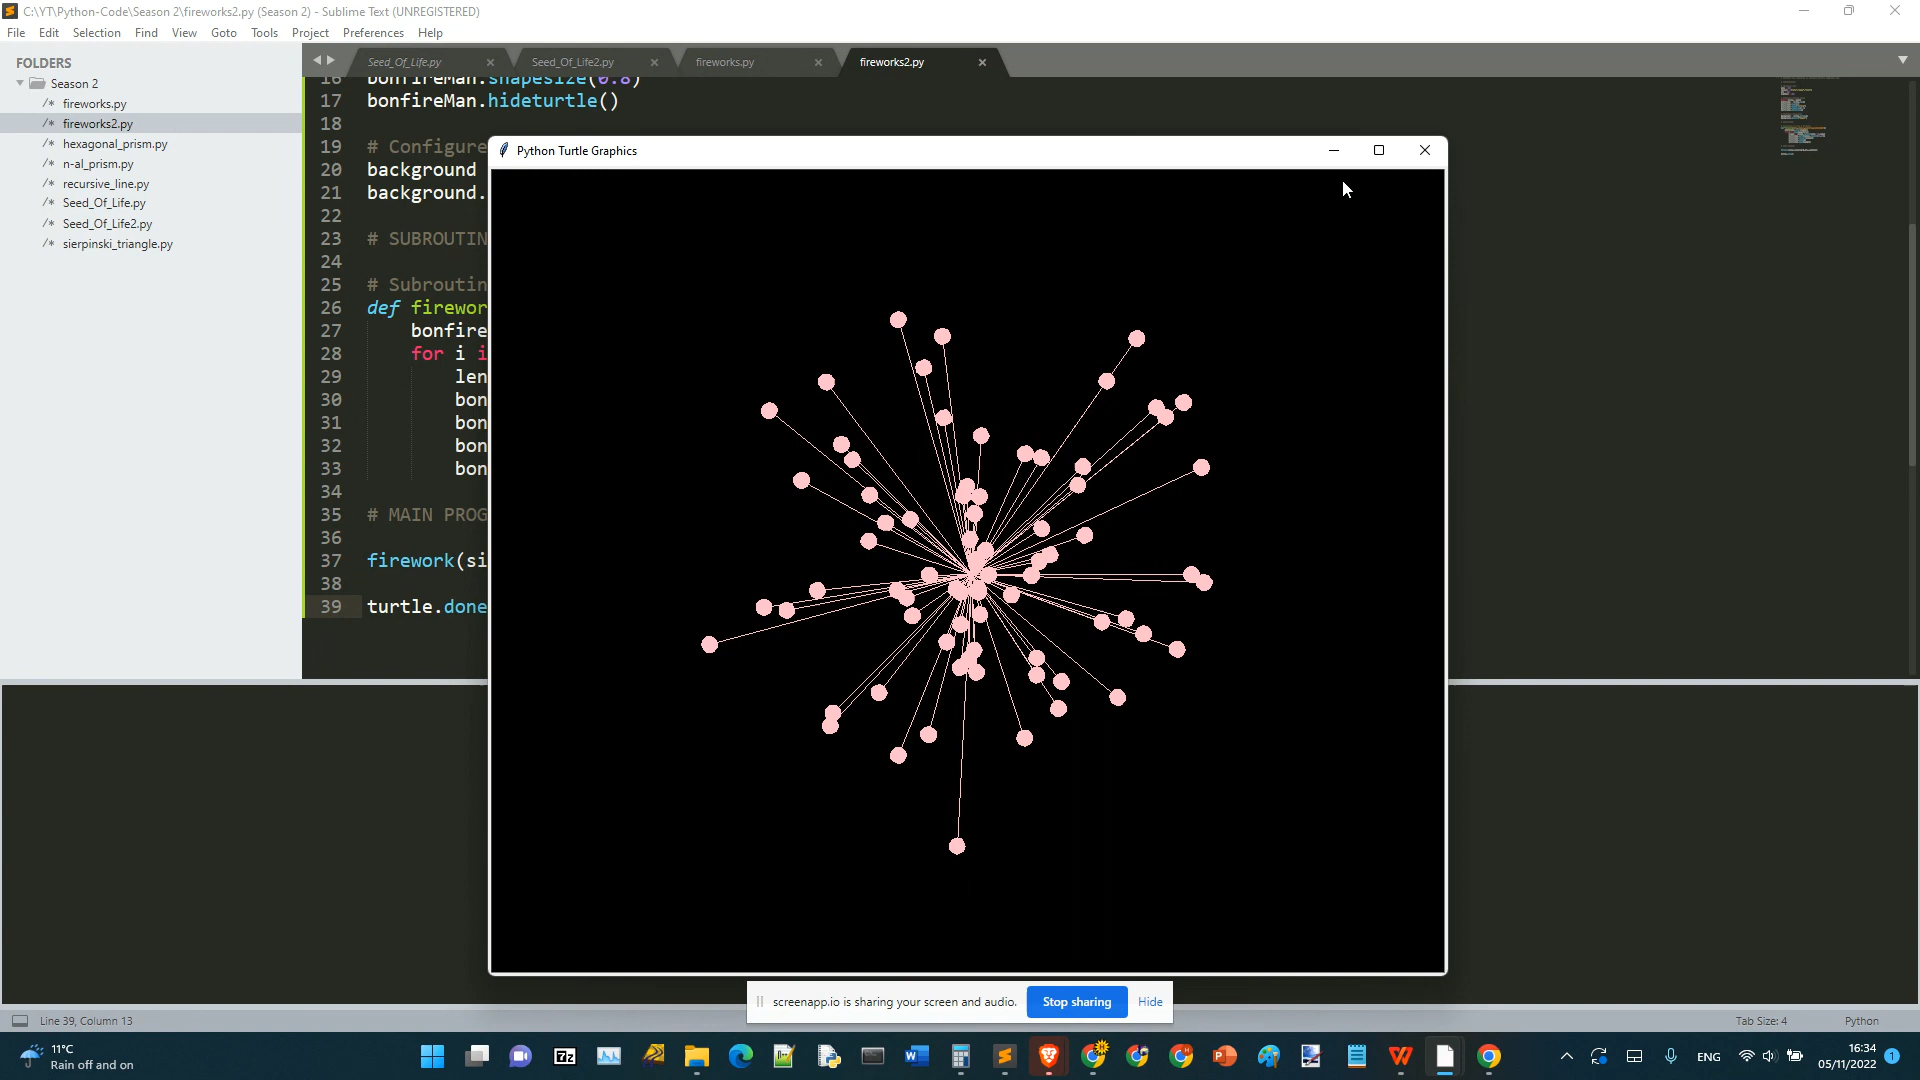 C:\YT\Python-Code\Season 2\fireworks2.py (Season 2) - Sublime Text (UNREGISTERED)
File Edit Selection Find View Goto Tools Project Preferences Help
FOLDERS
Season 2
/* fireworks.py
/* fireworks2.py
/* hexagonal_prism.py
/* n-al_prism.py
/* recursive_line.py
/* Seed_Of_Life.py
/* Seed_Of_Life2.py
/* sierpinski_triangle.py
Seed_Of_Life.py Seed_Of_Life2.py fireworks.py fireworks2.py
16 bonfireMan.shapesize(0.8)
17 bonfireMan.hideturtle()
18
19 # Configure
20 background
21 background.
22
23 # SUBROUTIN
24
25 # Subroutin
26 def firewor
27 bonfire
28 for i i
29 len
30 bon
31 bon
32 bon
33 bon
34
35 # MAIN PROG
36
37 firework(si
38
39 turtle.done
Python Turtle Graphics
screenapp.io is sharing your screen and audio. Stop sharing Hide
Line 39, Column 13 Tab Size: 4 Python
11°C
Rain off and on
ENG
16:34
05/11/2022
1